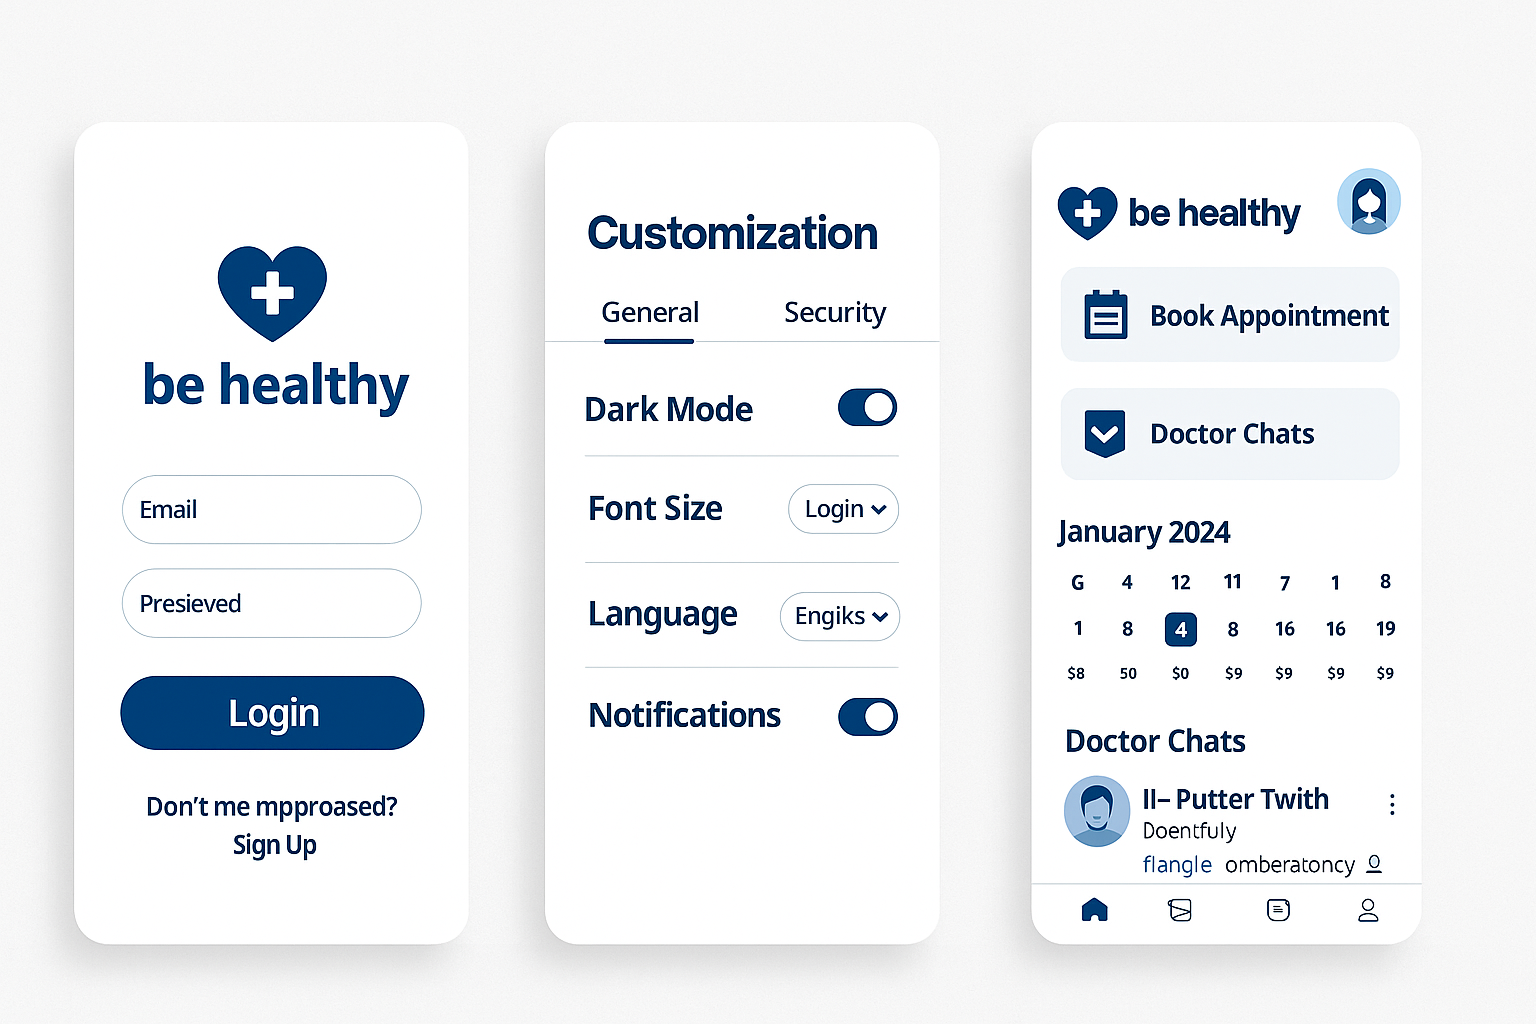 be healthy
Email
Presieved
Login
Don't me mpproased?
Sign Up
Customization
General Security
Dark Mode
Font Size Login
Language Engiks
Notifications
be healthy
Book Appointment
Doctor Chats
January 2024
G 4 12 11 7 1 8
1 8 4 8 16 16 19
$8 50 $0 $9 $9 $9 $9
Doctor Chats
II– Putter Twith
Doentfuly
flangle omberatoncy